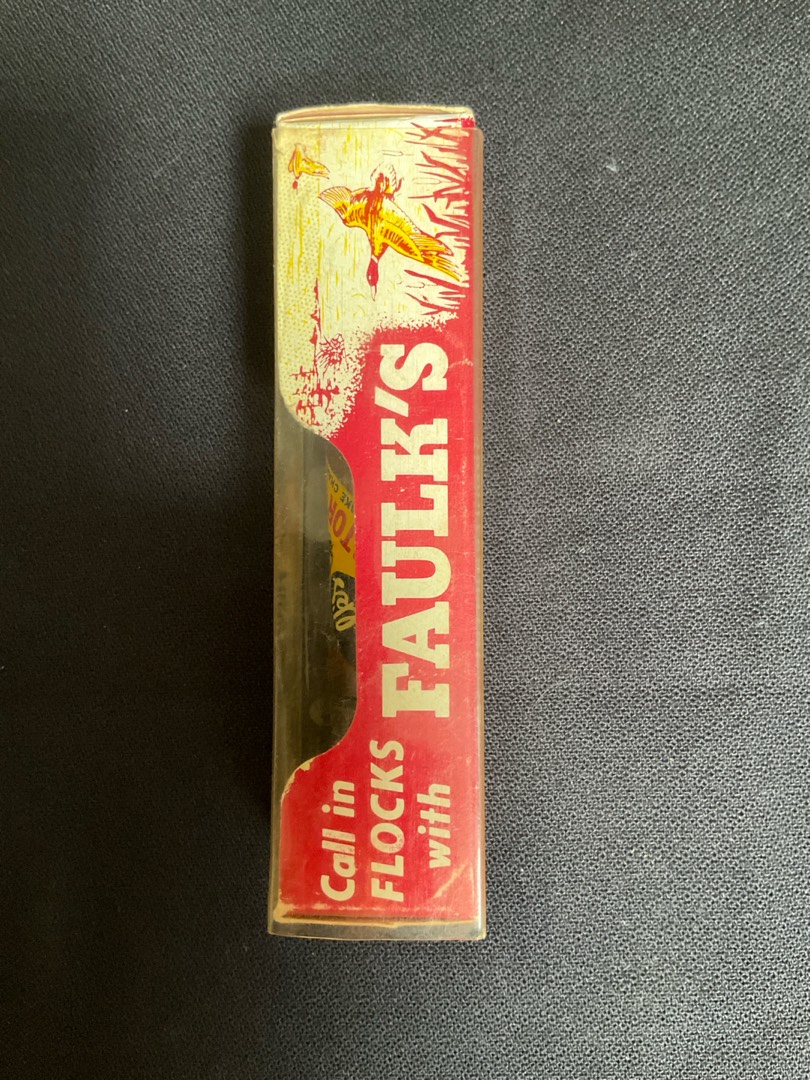 Call in
FLOCKS
with
FAULK'S